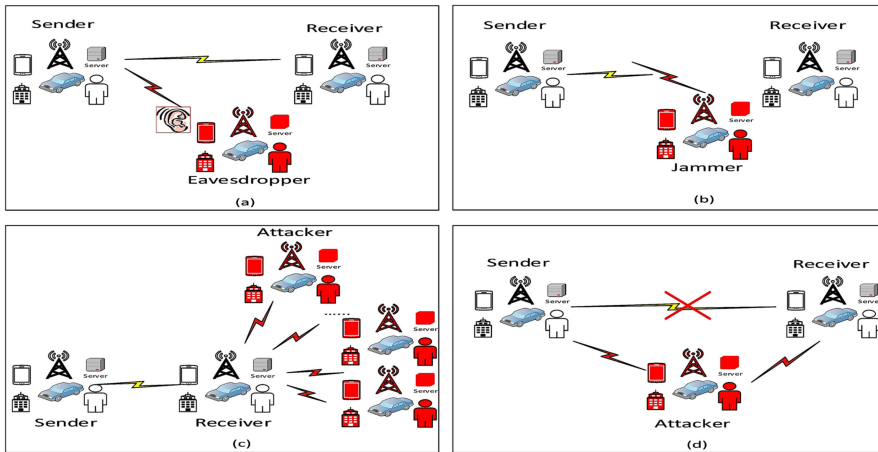 Sender
Receiver
Server
Server
Server
Eavesdropper
(a)
Sender
Receiver
Server
Server
Server
Jammer
(b)
Attacker
Server
......
Server
Server
Server
Server
Sender
Receiver
(c)
Sender
Receiver
Server
Server
Server
Attacker
(d)